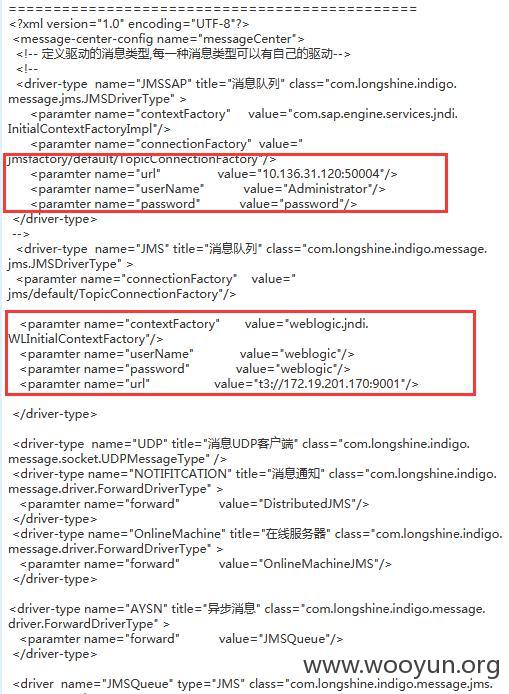 ================================================
<?xml version="1.0" encoding="UTF-8"?>
<message-center-config name="messageCenter">
<!-- 定义驱动的消息类型,每一种消息类型可以有自己的驱动-->
<!--
<driver-type name="JMSSAP" title="消息队列" class="com.longshine.indigo.
message.jms.JMSDriverType" >
<paramter name="contextFactory" value="com.sap.engine.services.jndi.
InitialContextFactoryImpl"/>
<paramter name="connectionFactory" value="
jmsfactory/default/TopicConnectionFactory"/>
<paramter name="url" value="10.136.31.120:50004"/>
<paramter name="userName" value="Administrator"/>
<paramter name="password" value="password"/>
</driver-type>
-->
<driver-type name="JMS" title="消息队列" class="com.longshine.indigo.message.
jms.JMSDriverType" >
<paramter name="connectionFactory" value="
jms/default/TopicConnectionFactory"/>
<paramter name="contextFactory" value="weblogic.jndi.
WLInitialContextFactory"/>
<paramter name="userName" value="weblogic"/>
<paramter name="password" value="weblogic"/>
<paramter name="url" value="t3://172.19.201.170:9001"/>
</driver-type>
<driver-type name="UDP" title="消息UDP客户端" class="com.longshine.indigo.
message.socket.UDPMessageType" />
<driver-type name="NOTIFITCATION" title="消息通知" class="com.longshine.indigo.
message.driver.ForwardDriverType" >
<paramter name="forward" value="DistributedJMS"/>
</driver-type>
<driver-type name="OnlineMachine" title="在线服务器" class="com.longshine.indigo.
message.driver.ForwardDriverType" >
<paramter name="forward" value="OnlineMachineJMS"/>
</driver-type>
<driver-type name="AYSN" title="异步消息" class="com.longshine.indigo.message.
driver.ForwardDriverType" >
<paramter name="forward" value="JMSQueue"/>
</driver-type>
<driver name="JMSQueue" type="JMS" class="com.longshine.indigo.message.jms.
www.wooyun.org